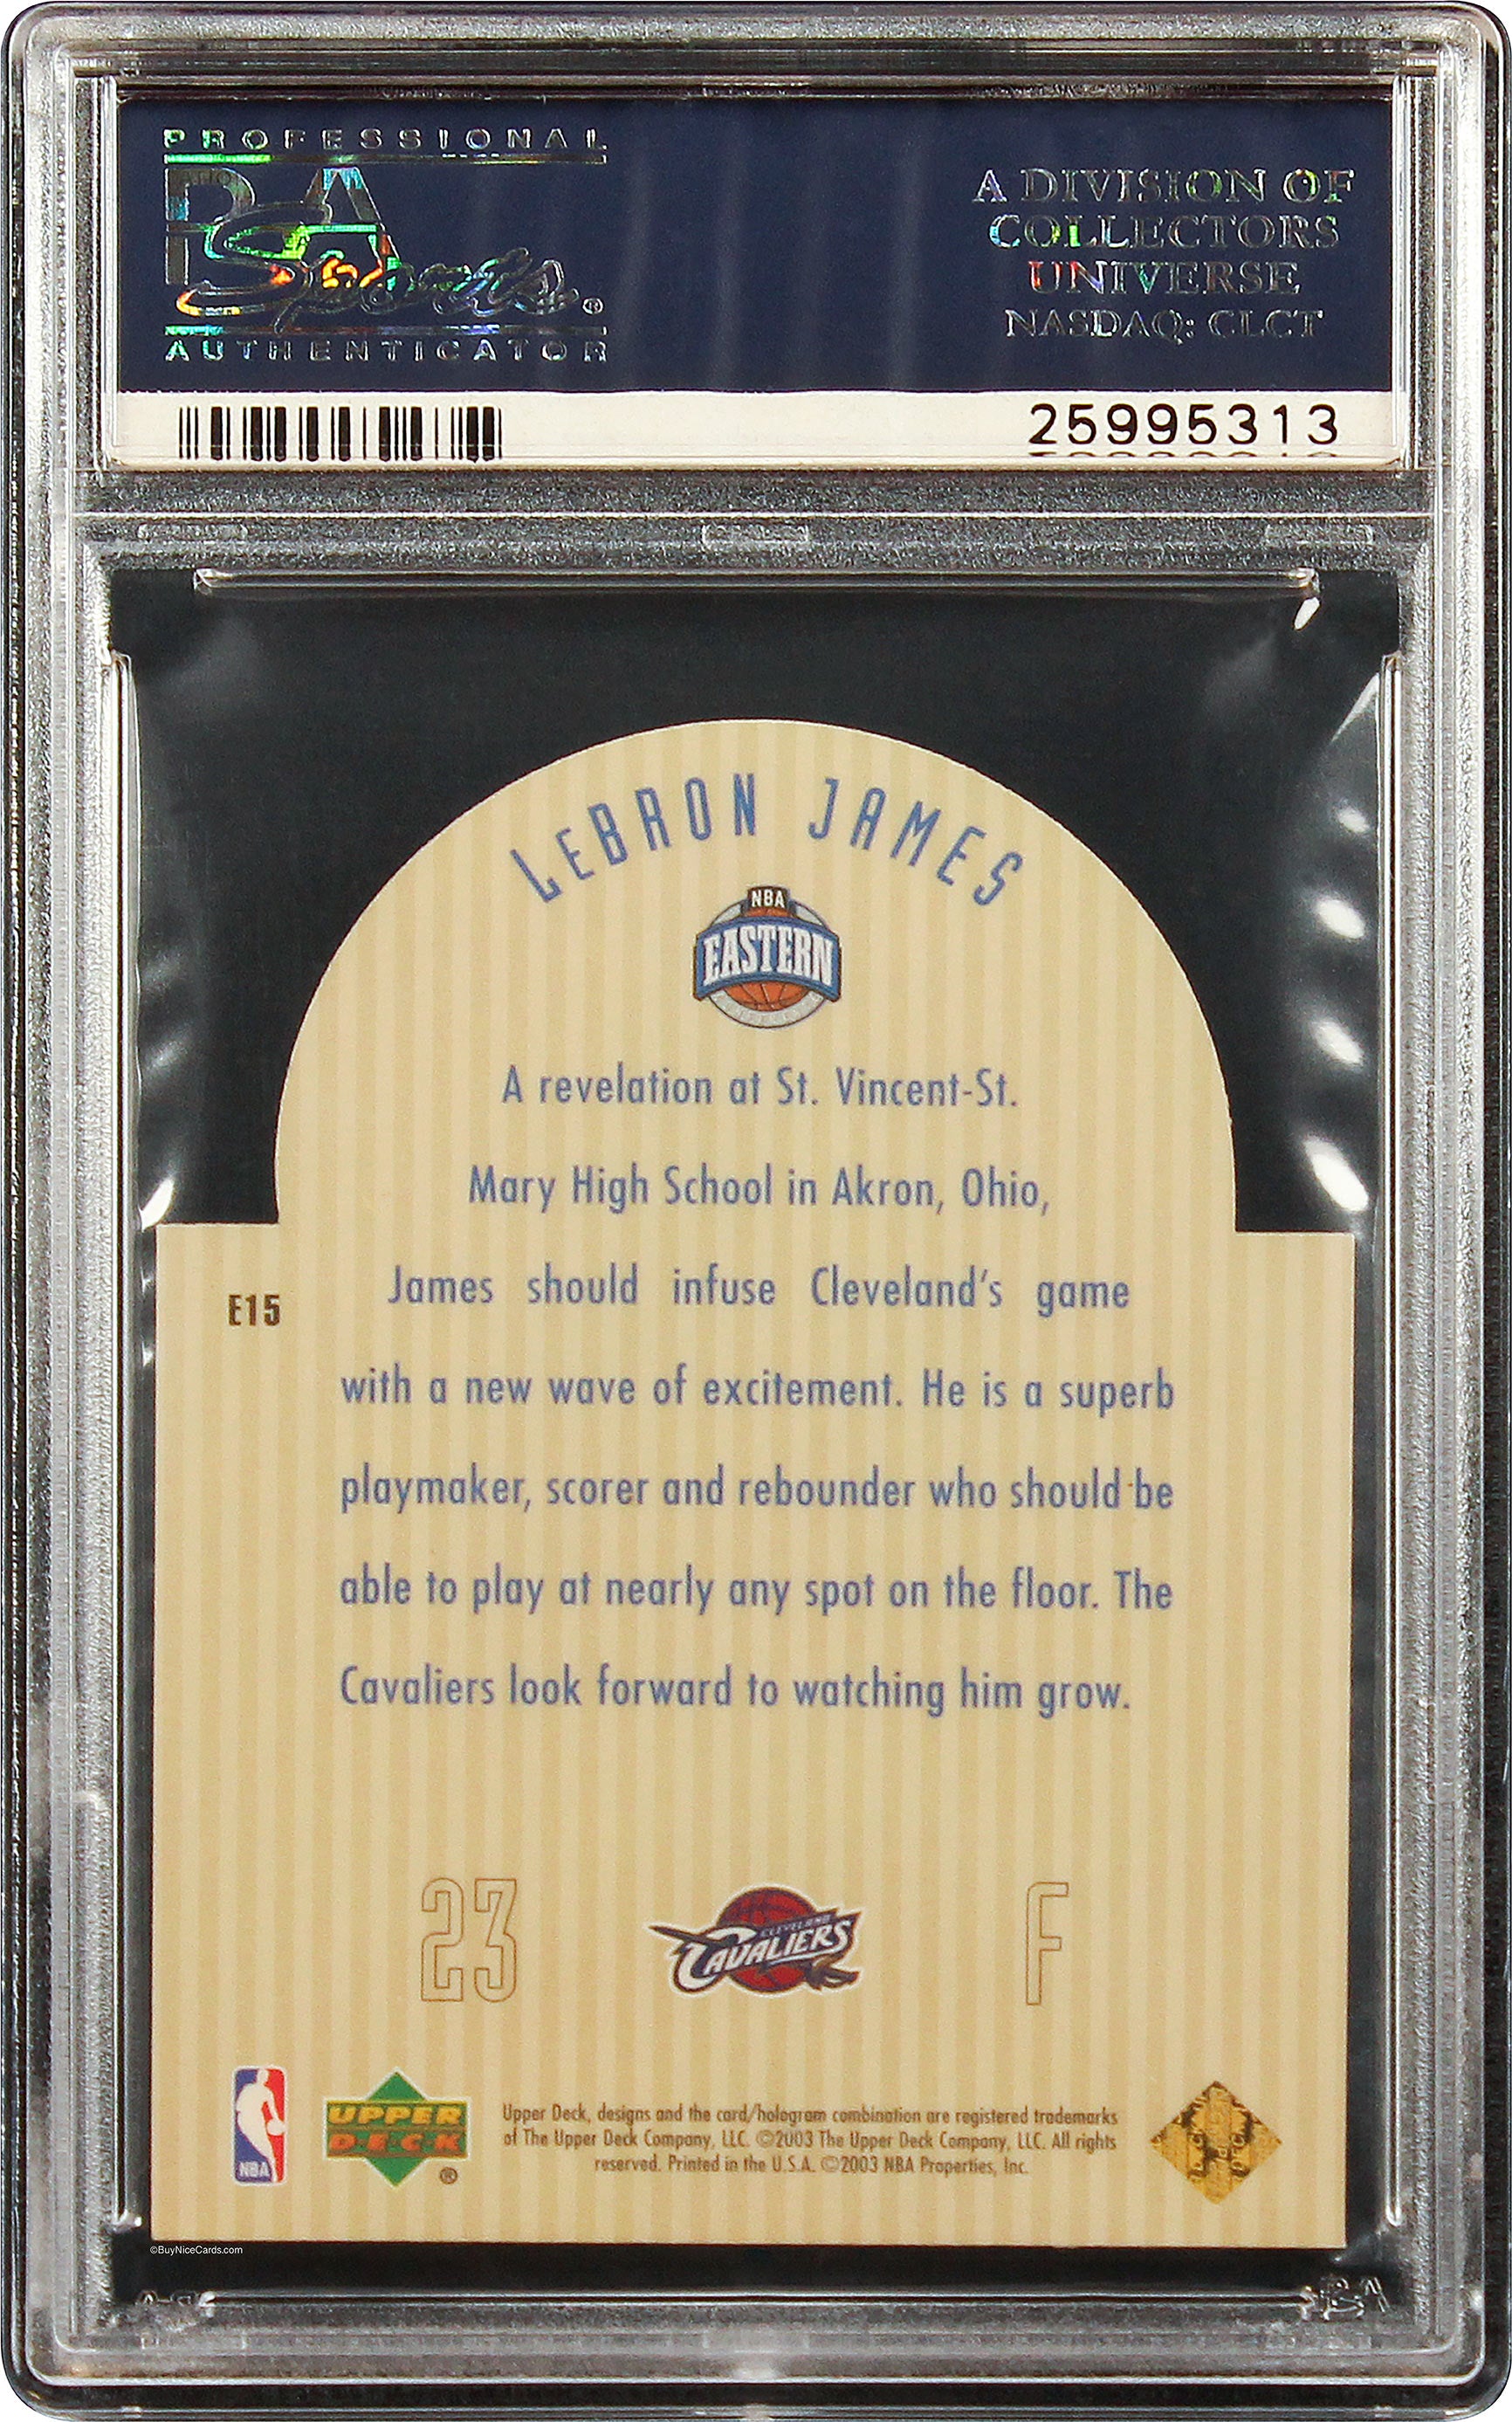 PROFESSIONAL
PSA
Sports®
AUTHENTICATOR
A DIVISION OF
COLLECTORS
UNIVERSE
NASDAQ: CLCT
25995313
LEBRON JAMES
NBA
EASTERN
A revelation at St. Vincent-St.
Mary High School in Akron, Ohio,
E15
James should infuse Cleveland's game
with a new wave of excitement. He is a superb
playmaker, scorer and rebounder who should be
able to play at nearly any spot on the floor. The
Cavaliers look forward to watching him grow.
23
CLEVELAND
CAVALIERS
F
NBA
UPPER
DECK
®
Upper Deck, designs and the card/hologram combination are registered trademarks
of The Upper Deck Company, LLC. ©2003 The Upper Deck Company, LLC. All rights
reserved. Printed in the U.S.A. ©2003 NBA Properties, Inc.
©BuyNiceCards.com